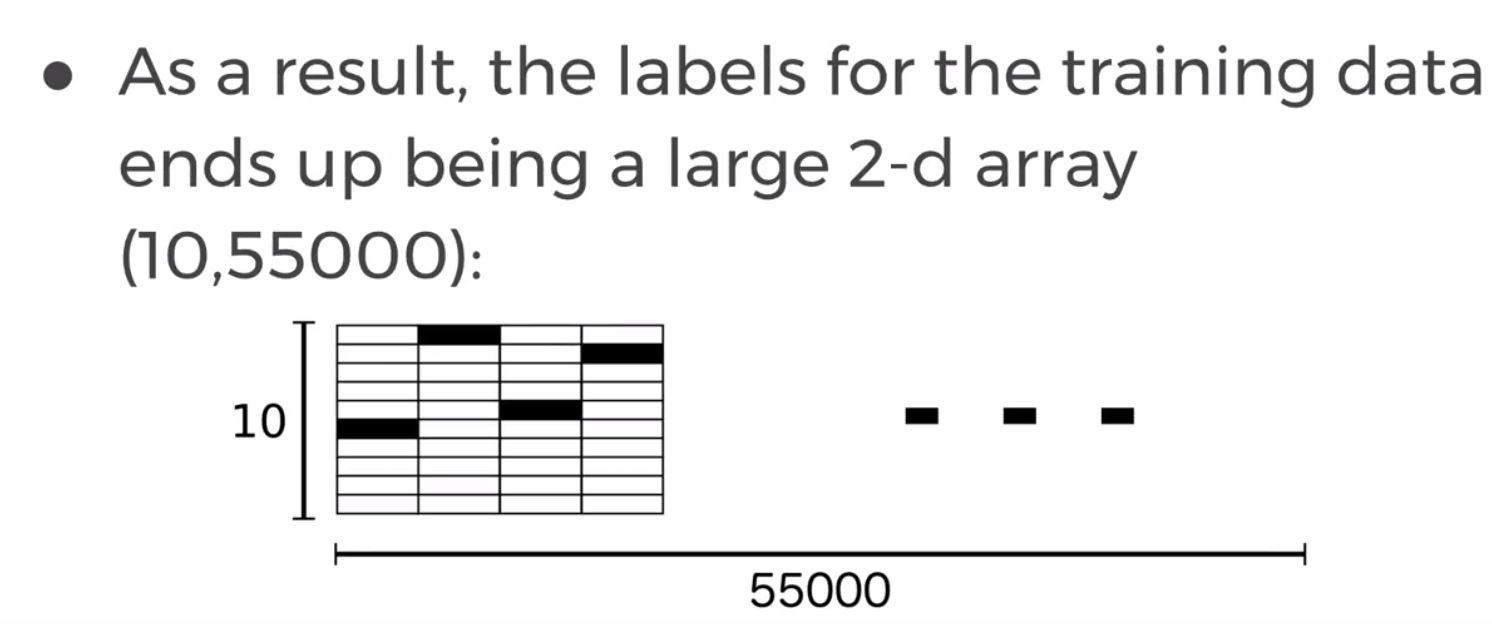 ● As a result, the labels for the training data
ends up being a large 2-d array
(10,55000):
10
55000